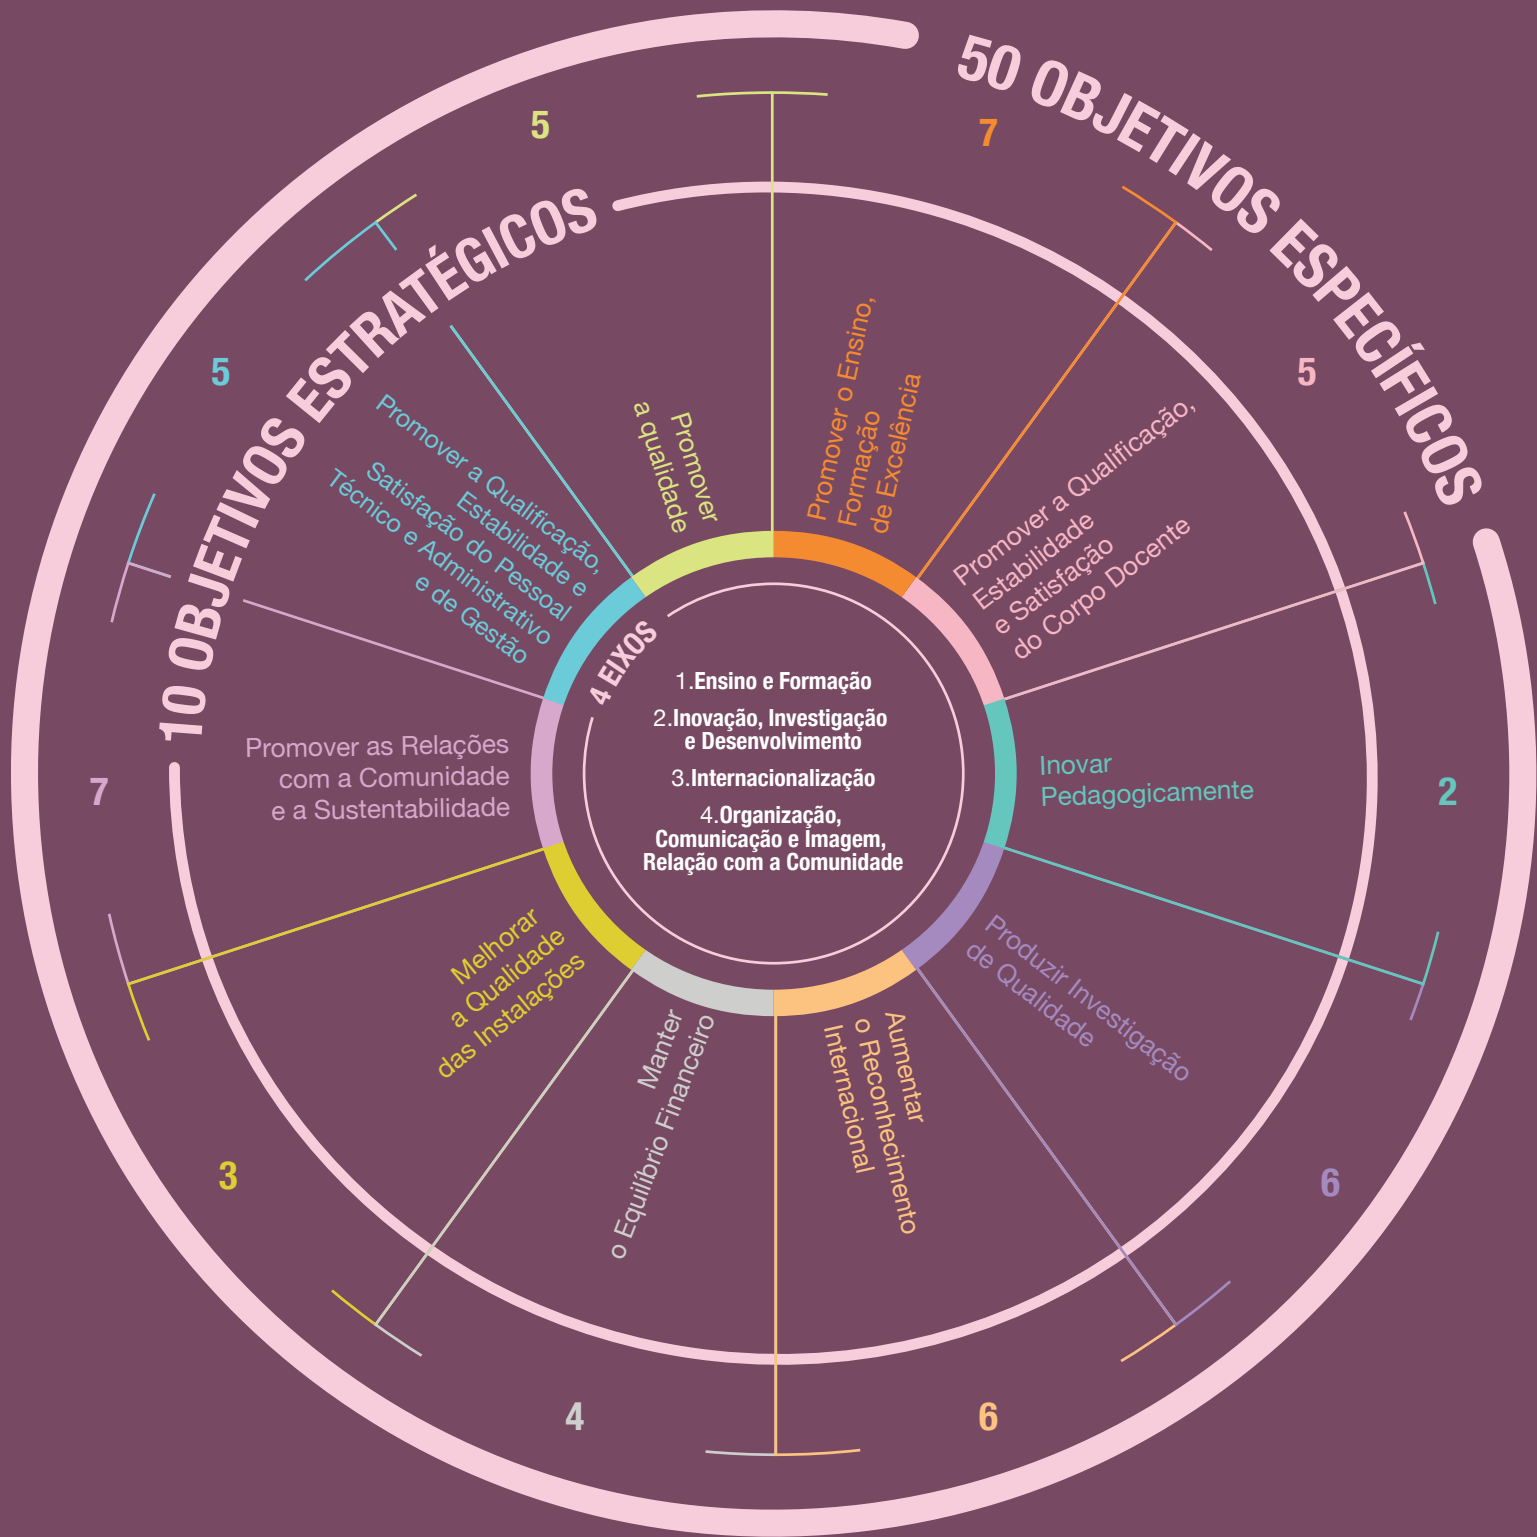 50 OBJETIVOS ESPECÍFICOS
10 OBJETIVOS ESTRATÉGICOS
4 EIXOS
1.Ensino e Formação
2.Inovação, Investigação
e Desenvolvimento
3.Internacionalização
4.Organização,
Comunicação e Imagem,
Relação com a Comunidade
7
Promover o Ensino,
Formação
de Excelência
5
Promover a Qualificação,
Estabilidade
e Satisfação
do Corpo Docente
2
Inovar
Pedagogicamente
6
Produzir Investigação
de Qualidade
6
Aumentar
o Reconhecimento
Internacional
4
Manter
o Equilíbrio Financeiro
3
Melhorar
a Qualidade
das Instalações
7
Promover as Relações
com a Comunidade
e a Sustentabilidade
5
Promover a Qualificação,
Estabilidade e
Satisfação do Pessoal
Técnico e Administrativo
e de Gestão
5
Promover
a qualidade